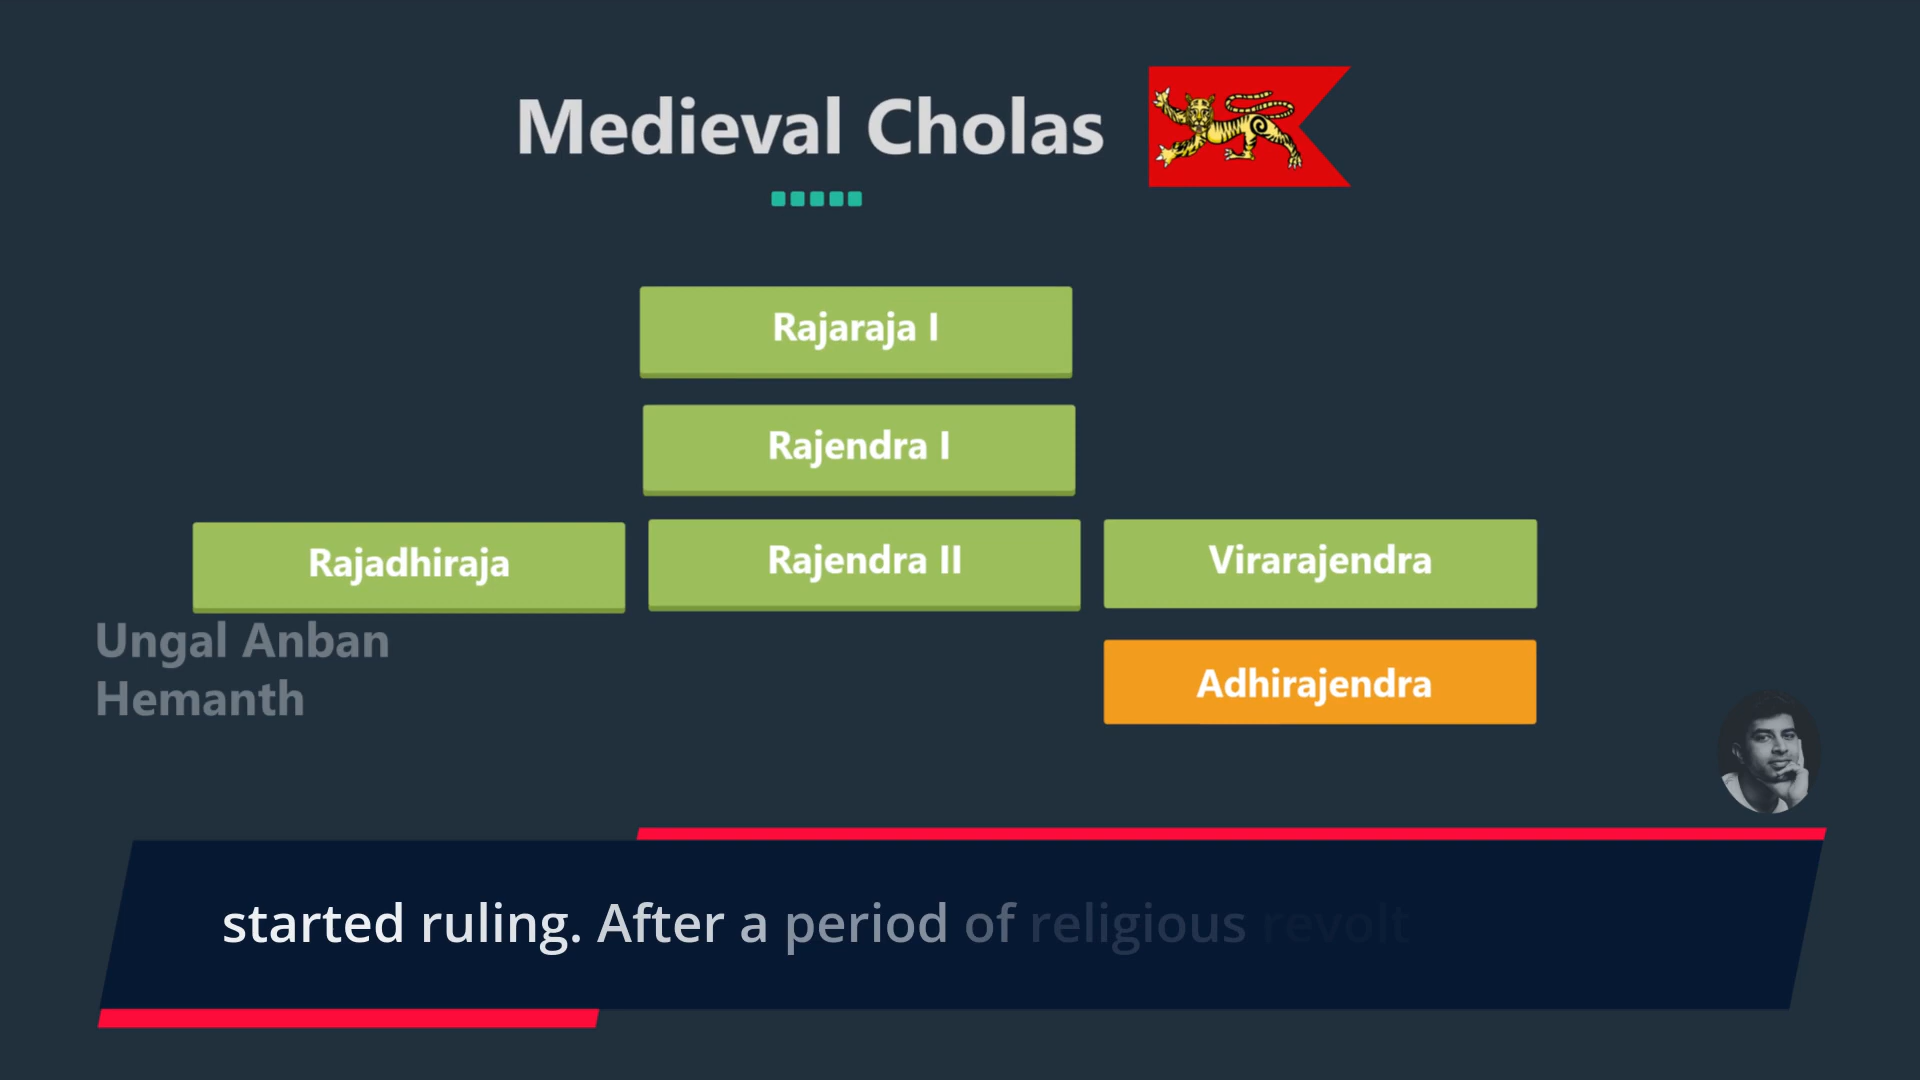 Medieval Cholas
Rajaraja I
Rajendra I
Rajadhiraja
Rajendra II
Virarajendra
Ungal Anban
Hemanth
Adhirajendra
started ruling. After a period of religious revolt